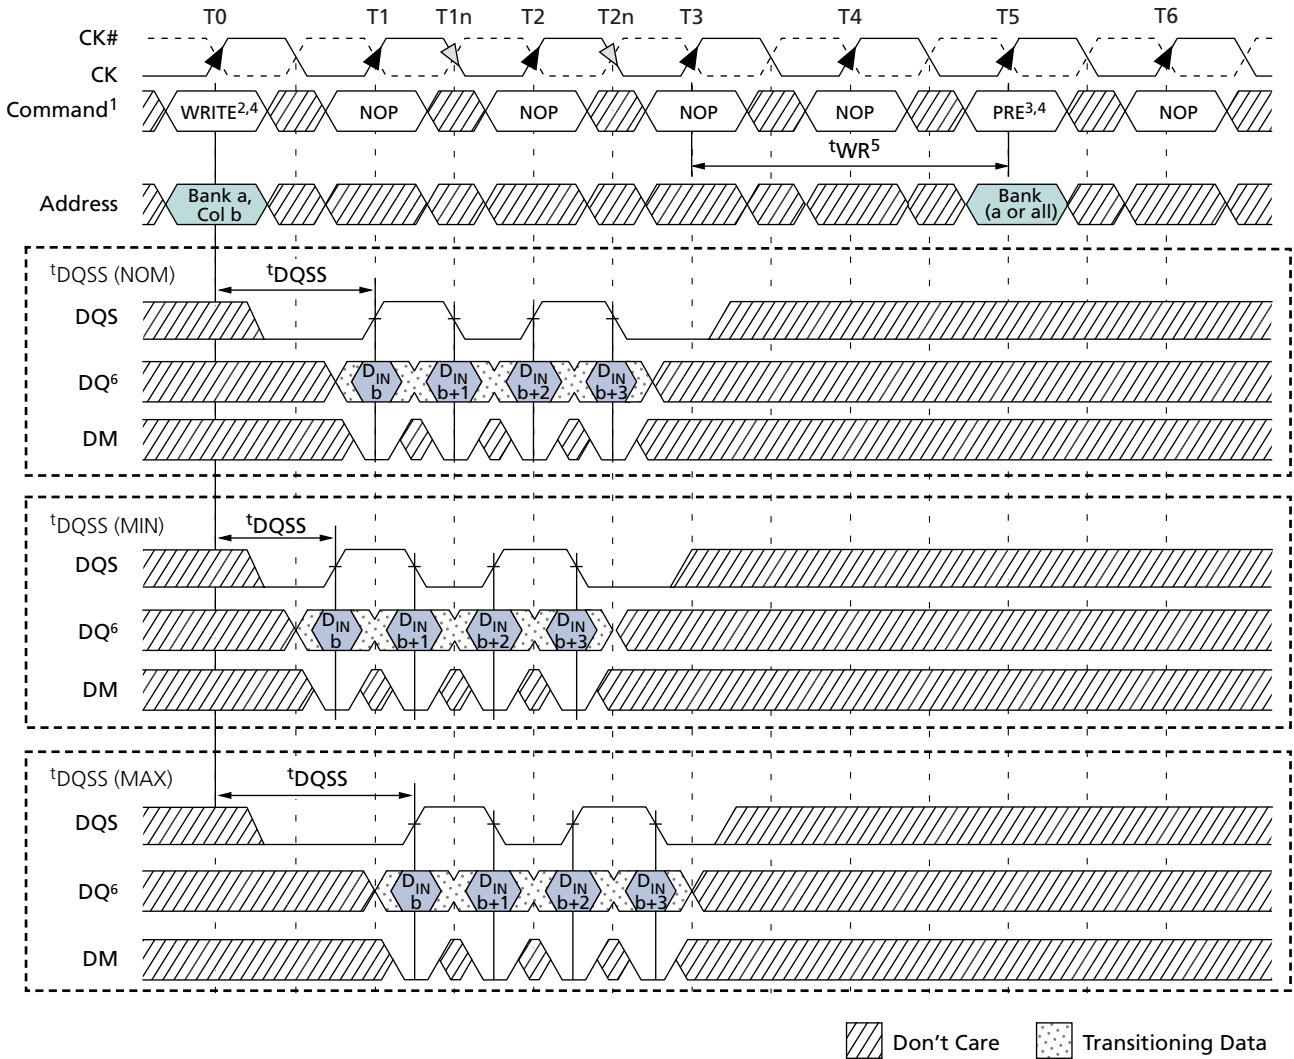 T0 T1 T1n T2 T2n T3 T4 T5 T6
CK#
CK
Command1 WRITE2,4 NOP NOP NOP NOP PRE3,4 NOP
tWR5
Address Bank a, Bank
Col b (a or all)
tDQSS (NOM) tDQSS
DQS
DQ6 DIN DIN DIN DIN
b b+1 b+2 b+3
DM
tDQSS (MIN) tDQSS
DQS
DQ6 DIN DIN DIN DIN
b b+1 b+2 b+3
DM
tDQSS (MAX) tDQSS
DQS
DQ6 DIN DIN DIN DIN
b b+1 b+2 b+3
DM
Don't Care Transitioning Data